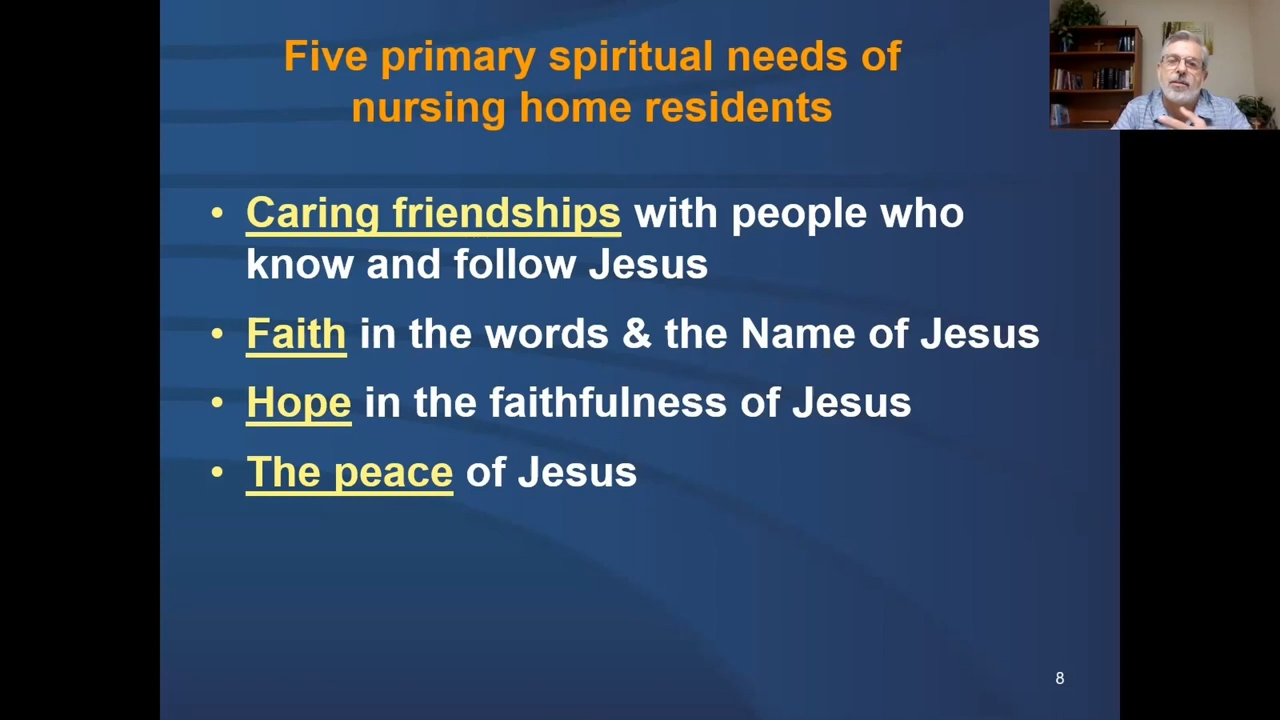 Five primary spiritual needs of
nursing home residents
• Caring friendships with people who
know and follow Jesus
• Faith in the words & the Name of Jesus
• Hope in the faithfulness of Jesus
• The peace of Jesus
8